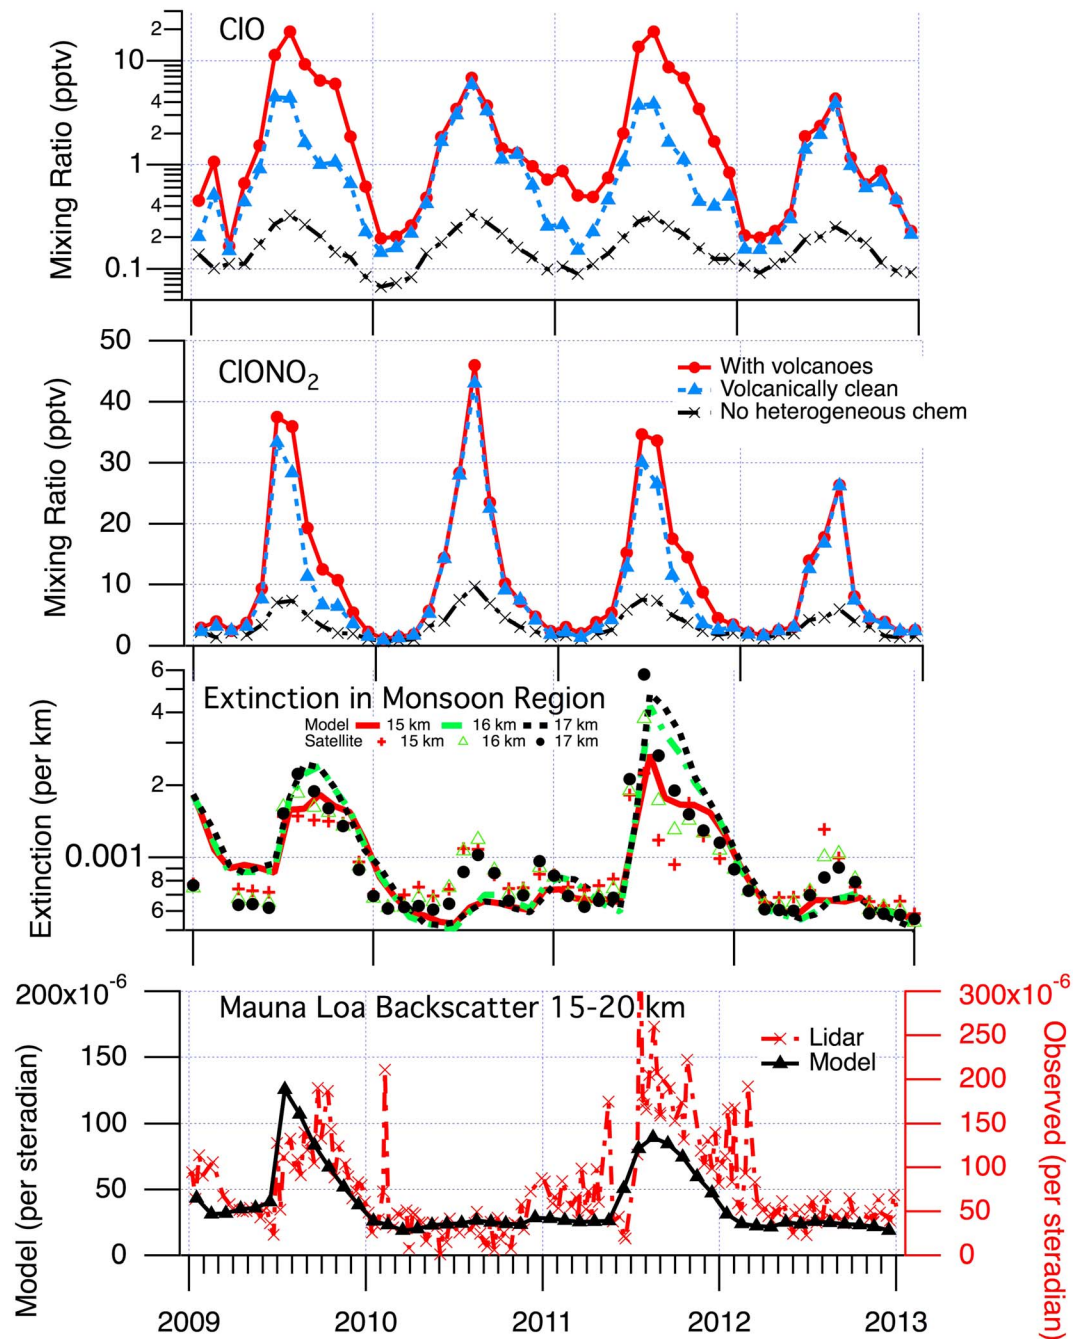 ClO
Mixing Ratio (pptv)
2
10
4
2
1
4
2
0.1
ClONO2
Mixing Ratio (pptv)
50
40
30
20
10
0
With volcanoes
Volcanically clean
No heterogeneous chem
Extinction in Monsoon Region
Model 15 km 16 km 17 km
Satellite + 15 km 16 km 17 km
Extinction (per km)
6
4
2
0.001
8
6
Mauna Loa Backscatter 15-20 km
Lidar
Model
Model (per steradian)
200x10-6
150
100
50
0
300x10-6
250
200
150
100
50
0
Observed (per steradian)
2009 2010 2011 2012 2013